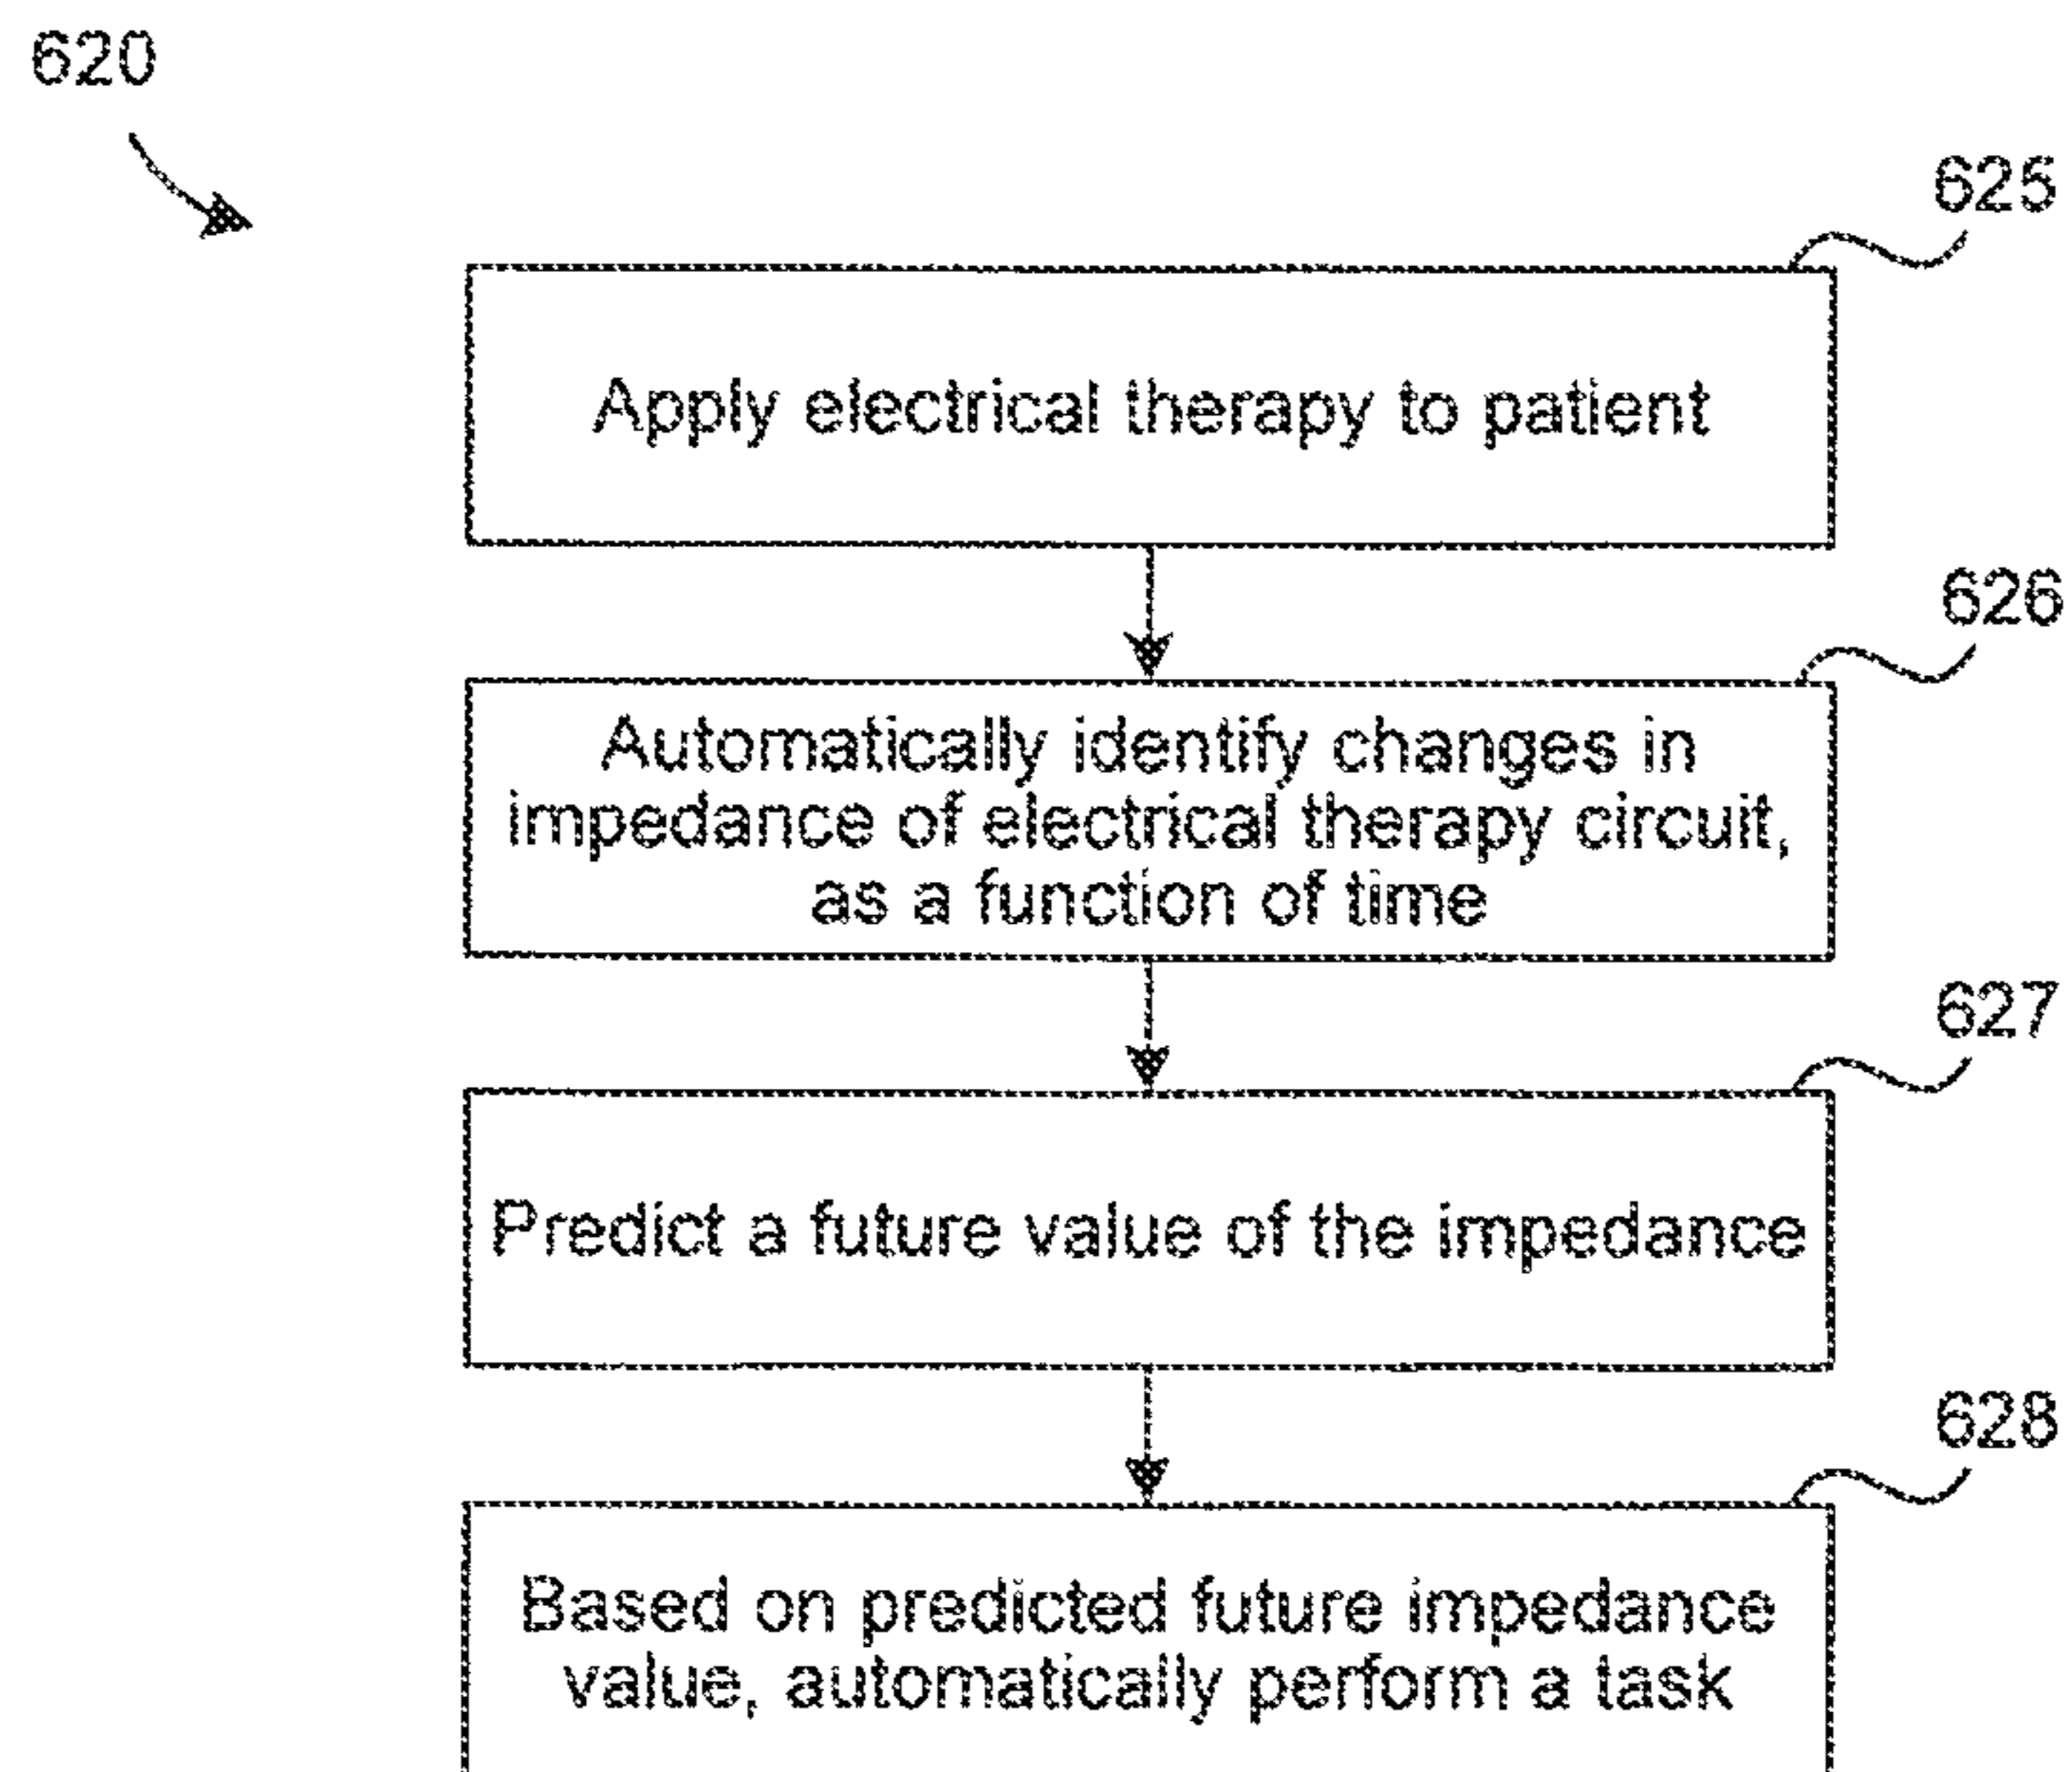 620
625
Apply electrical therapy to patient
626
Automatically identify changes in
impedance of electrical therapy circuit,
as a function of time
627
Predict a future value of the impedance
628
Based on predicted future impedance
value, automatically perform a task